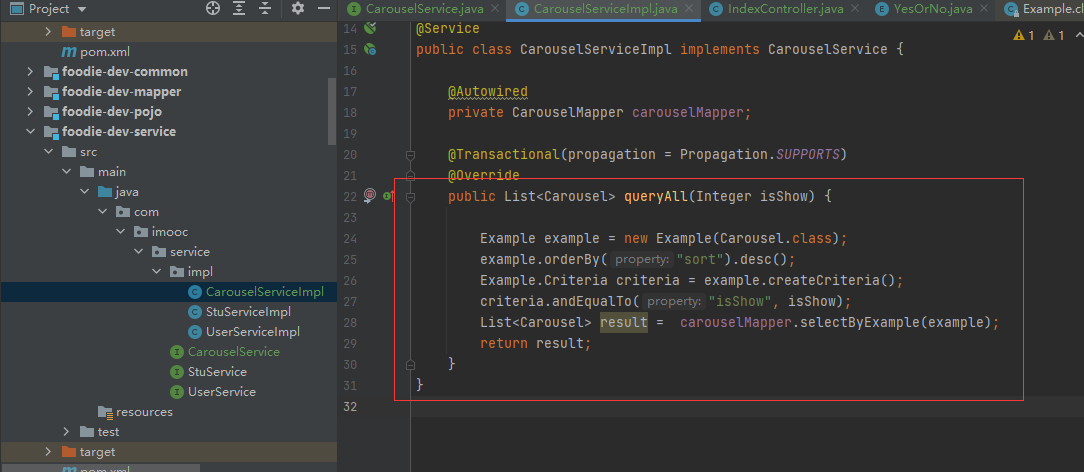 Project
target
pom.xml
foodie-dev-common
foodie-dev-mapper
foodie-dev-pojo
foodie-dev-service
src
main
java
com
imooc
service
impl
CarouselServiceImpl
StuServiceImpl
UserServiceImpl
CarouselService
StuService
UserService
resources
test
target
pom.xml
CarouselService.java
CarouselServiceImpl.java
IndexController.java
YesOrNo.java
Example.cl
1 1
14 @Service
15 public class CarouselServiceImpl implements CarouselService {
16
17 @Autowired
18 private CarouselMapper carouselMapper;
19
20 @Transactional(propagation = Propagation.SUPPORTS)
21 @Override
22 public List<Carousel> queryAll(Integer isShow) {
23
24 Example example = new Example(Carousel.class);
25 example.orderBy( property: "sort").desc();
26 Example.Criteria criteria = example.createCriteria();
27 criteria.andEqualTo( property: "isShow", isShow);
28 List<Carousel> result = carouselMapper.selectByExample(example);
29 return result;
30 }
31 }
32